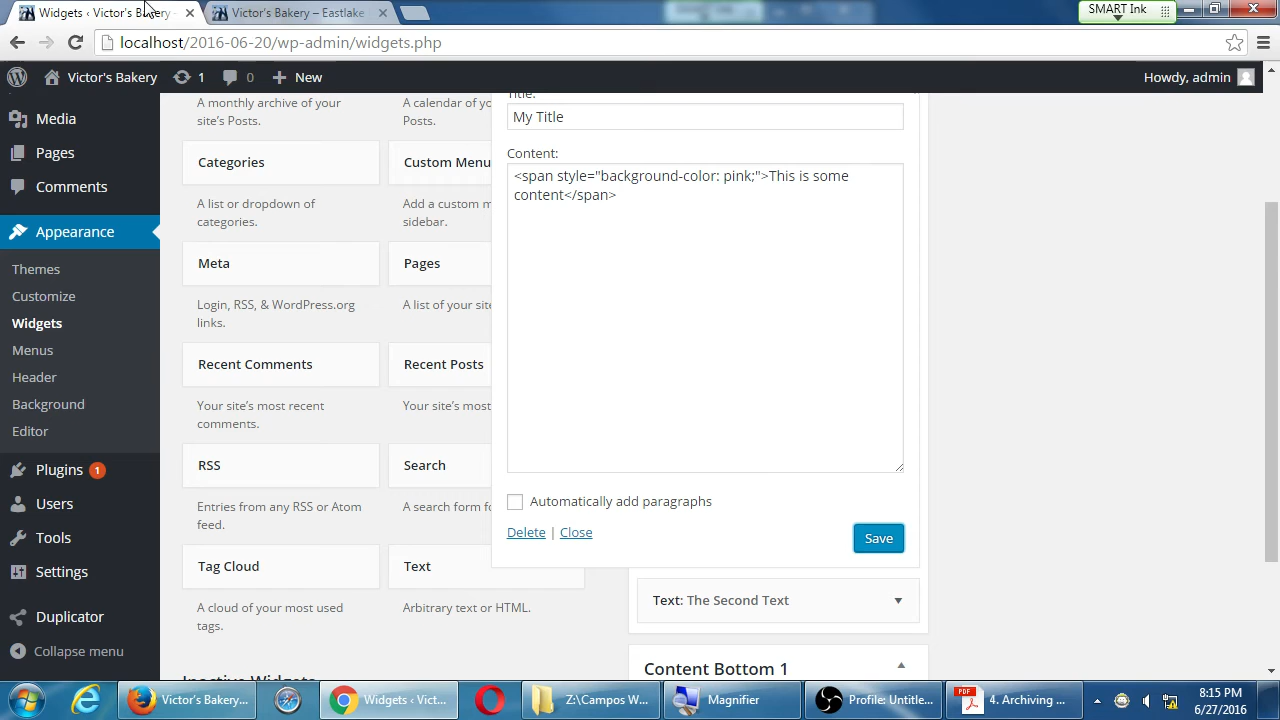 Widgets ‹ Victor's Bakery
Victor's Bakery – Eastlake
SMART Ink
localhost/2016-06-20/wp-admin/widgets.php
Victor's Bakery
1
0
New
Howdy, admin
Media
Pages
Comments
Appearance
Themes
Customize
Widgets
Menus
Header
Background
Editor
Plugins 1
Users
Tools
Settings
Duplicator
Collapse menu
A monthly archive of your
site's Posts.
A calendar of your
Posts.
Categories
Custom Menu
A list or dropdown of
categories.
Add a custom m
sidebar.
Meta
Pages
Login, RSS, & WordPress.org
links.
A list of your site
Recent Comments
Recent Posts
Your site's most recent
comments.
Your site's most
RSS
Search
Entries from any RSS or Atom
feed.
A search form fo
Tag Cloud
Text
A cloud of your most used
tags.
Arbitrary text or HTML.
Inactive Widgets
Title:
My Title
Content:
<span style="background-color: pink;">This is some
content</span>
Automatically add paragraphs
Delete | Close
Save
Text: The Second Text
Content Bottom 1
Victor's Bakery...
Widgets ‹ Vict...
Z:\Campos W...
Magnifier
Profile: Untitle...
PDF
4. Archiving ...
8:15 PM
6/27/2016